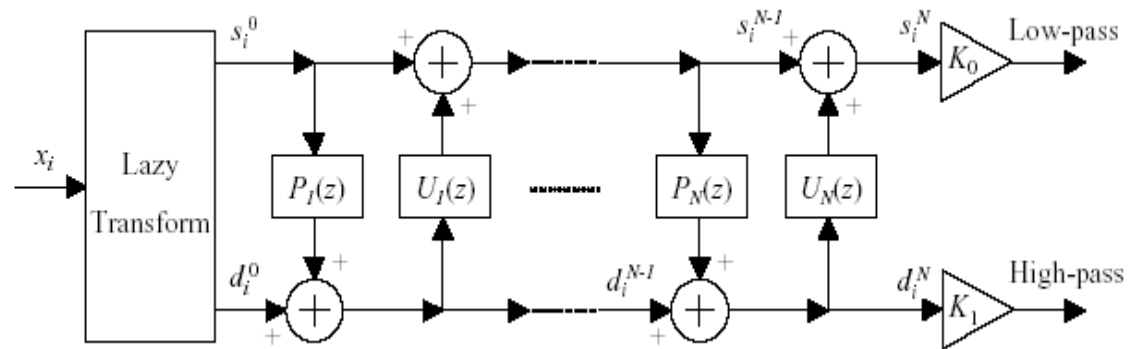 s_i^0
+
+
s_i^{N-1}
+
+
s_i^N
K_0
Low-pass
+
+
x_i
Lazy
Transform
P_1(z)
U_1(z)
P_N(z)
U_N(z)
+
+
d_i^0
+
+
d_i^{N-1}
+
+
d_i^N
K_1
High-pass
+
+